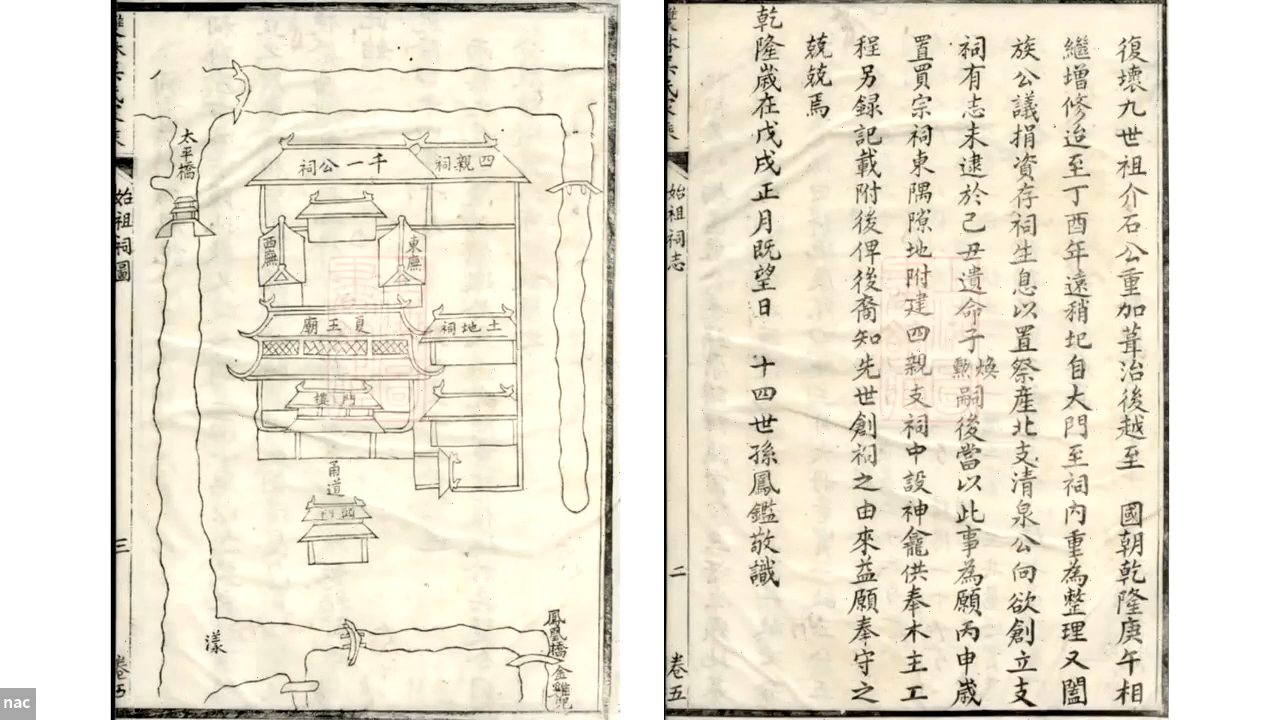 復壞九世祖介石公重加葺治後越至 國朝乾隆庚午相
繼增修迨至丁酉年遠稍圮自大門至祠內重為整理又闔
族公議捐資存祠生息以置祭產北支清泉公向欲創立支
祠有志未逮於己丑遺命子煥勲嗣後當以此事為願丙申歲
置買宗祠東隅隙地附建四親支祠中設神龕供奉木主工
程另録記載附後俾後裔知先世創祠之由來益願奉守之
兢兢焉
乾隆歲在戊戌正月既望日 十四世孫鳳鑑敬識
始祖祠志
二
卷五
四親祠
千一公祠
東廡
西廡
夏王廟
土地祠
門樓
甬道
頭門
太平橋
鳳凰橋
金雞
漾
始祖祠圖
三
卷五
nac